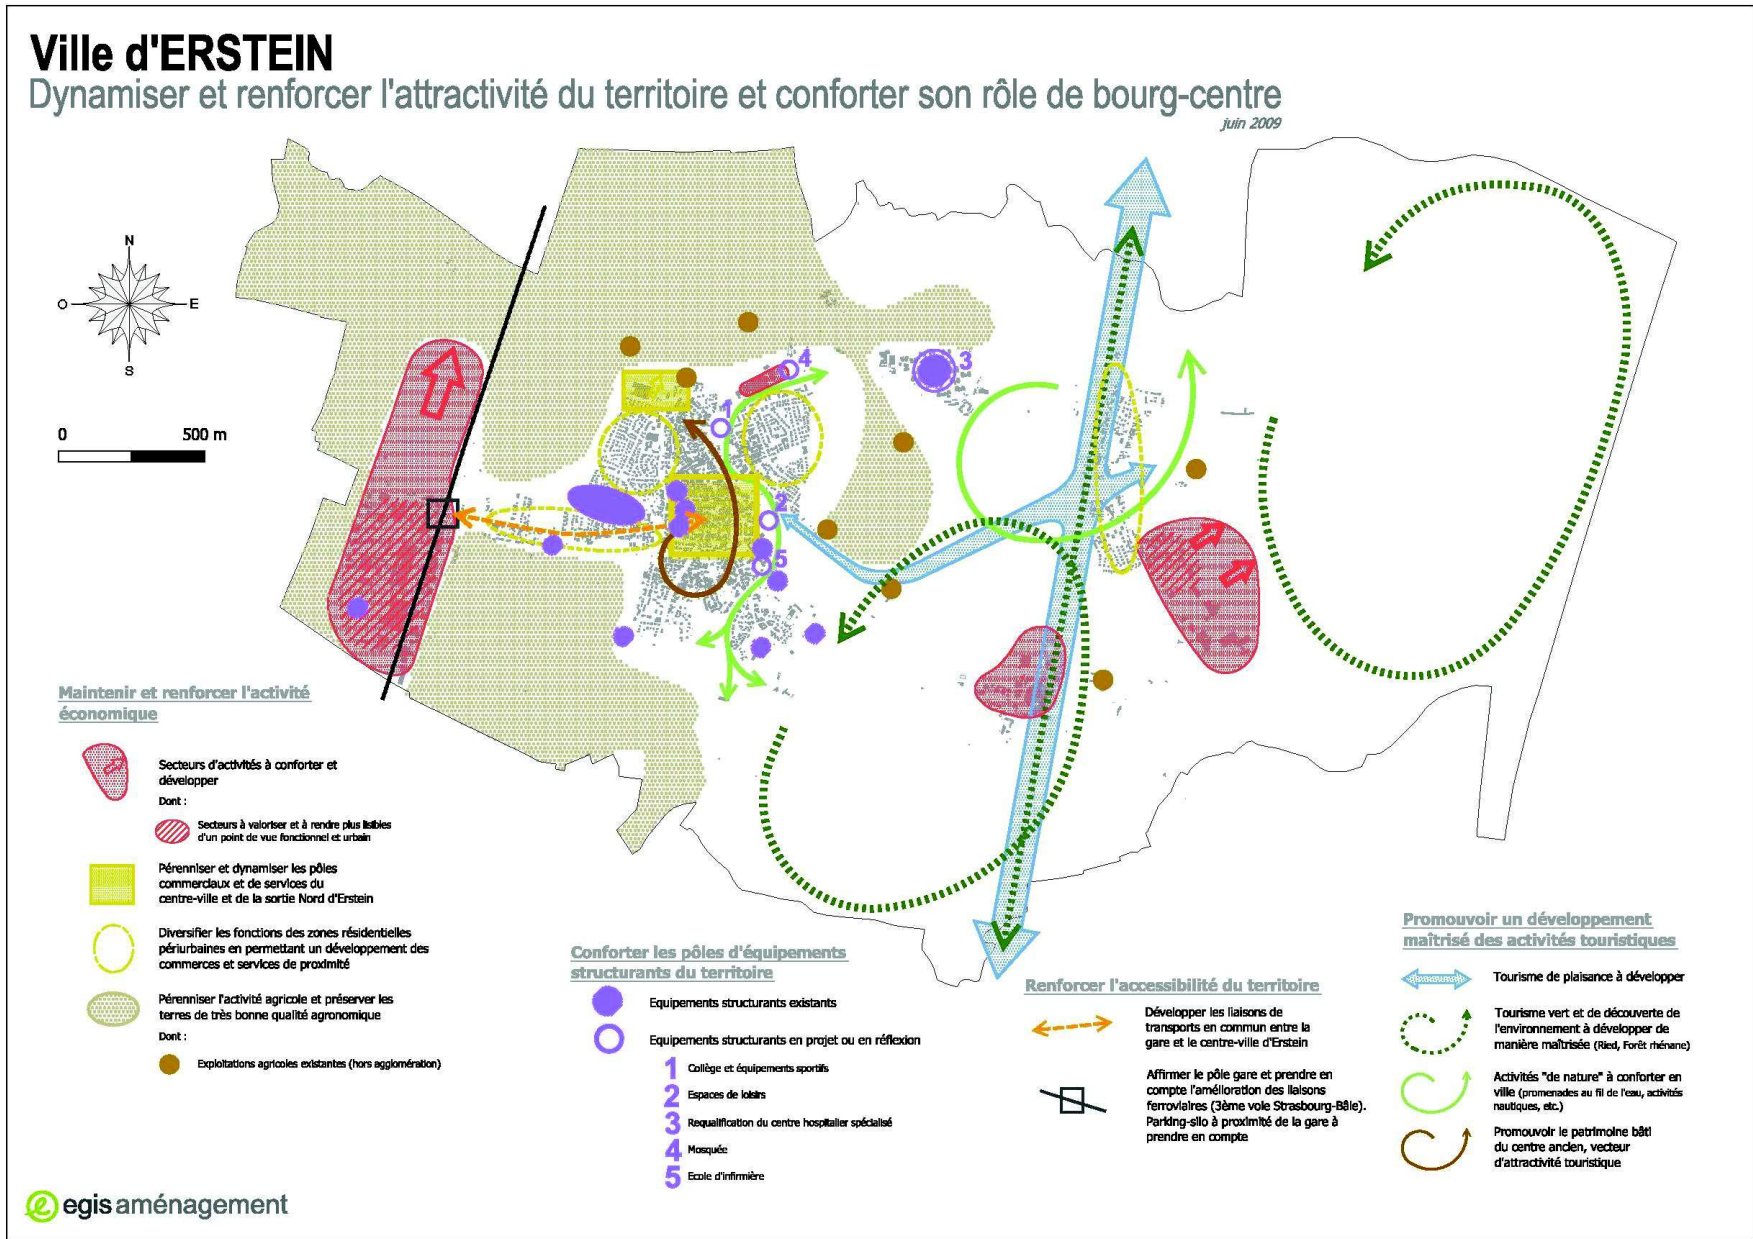 Ville d'ERSTEIN
Dynamiser et renforcer l'attractivité du territoire et conforter son rôle de bourg-centre
juin 2009
N
O
E
S
0 500 m
4
3
1
2
5
Maintenir et renforcer l'activité
économique
Secteurs d'activités à conforter et
développer
Dont :
Secteurs à valoriser et à rendre plus lisibles
d'un point de vue fonctionnel et urbain
Pérenniser et dynamiser les pôles
commerciaux et de services du
centre-ville et de la sortie Nord d'Erstein
Diversifier les fonctions des zones résidentielles
périurbaines en permettant un développement des
commerces et services de proximité
Pérenniser l'activité agricole et préserver les
terres de très bonne qualité agronomique
Dont :
Exploitations agricoles existantes (hors agglomération)
Conforter les pôles d'équipements
structurants du territoire
Equipements structurants existants
Equipements structurants en projet ou en réflexion
1 Collège et équipements sportifs
2 Espaces de loisirs
3 Requalification du centre hospitalier spécialisé
4 Mosquée
5 Ecole d'infirmière
Renforcer l'accessibilité du territoire
Développer les liaisons de
transports en commun entre la
gare et le centre-ville d'Erstein
Affirmer le pôle gare et prendre en
compte l'amélioration des liaisons
ferroviaires (3ème voie Strasbourg-Bâle).
Parking-silo à proximité de la gare à
prendre en compte
Promouvoir un développement
maîtrisé des activités touristiques
Tourisme de plaisance à développer
Tourisme vert et de découverte de
l'environnement à développer de
manière maîtrisée (Ried, Forêt rhénane)
Activités "de nature" à conforter en
ville (promenades au fil de l'eau, activités
nautiques, etc.)
Promouvoir le patrimoine bâti
du centre ancien, vecteur
d'attractivité touristique
e egis aménagement